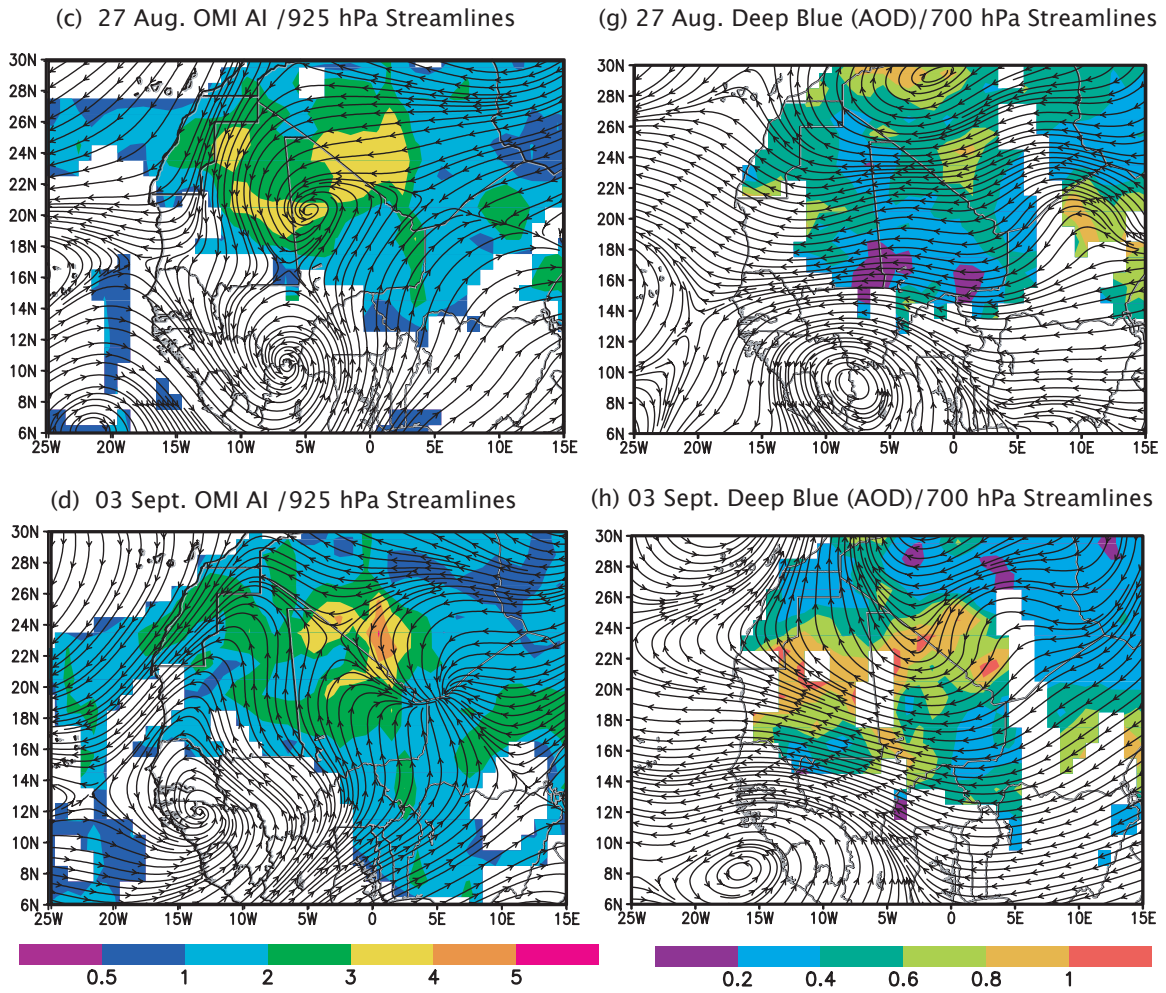 (c) 27 Aug. OMI AI /925 hPa Streamlines
30N
28N
26N
24N
22N
20N
18N
16N
14N
12N
10N
8N
6N
25W 20W 15W 10W 5W 0 5E 10E 15E
(g) 27 Aug. Deep Blue (AOD)/700 hPa Streamlines
30N
28N
26N
24N
22N
20N
18N
16N
14N
12N
10N
8N
6N
25W 20W 15W 10W 5W 0 5E 10E 15E
(d) 03 Sept. OMI AI /925 hPa Streamlines
30N
28N
26N
24N
22N
20N
18N
16N
14N
12N
10N
8N
6N
25W 20W 15W 10W 5W 0 5E 10E 15E
0.5 1 2 3 4 5
(h) 03 Sept. Deep Blue (AOD)/700 hPa Streamlines
30N
28N
26N
24N
22N
20N
18N
16N
14N
12N
10N
8N
6N
25W 20W 15W 10W 5W 0 5E 10E 15E
0.2 0.4 0.6 0.8 1